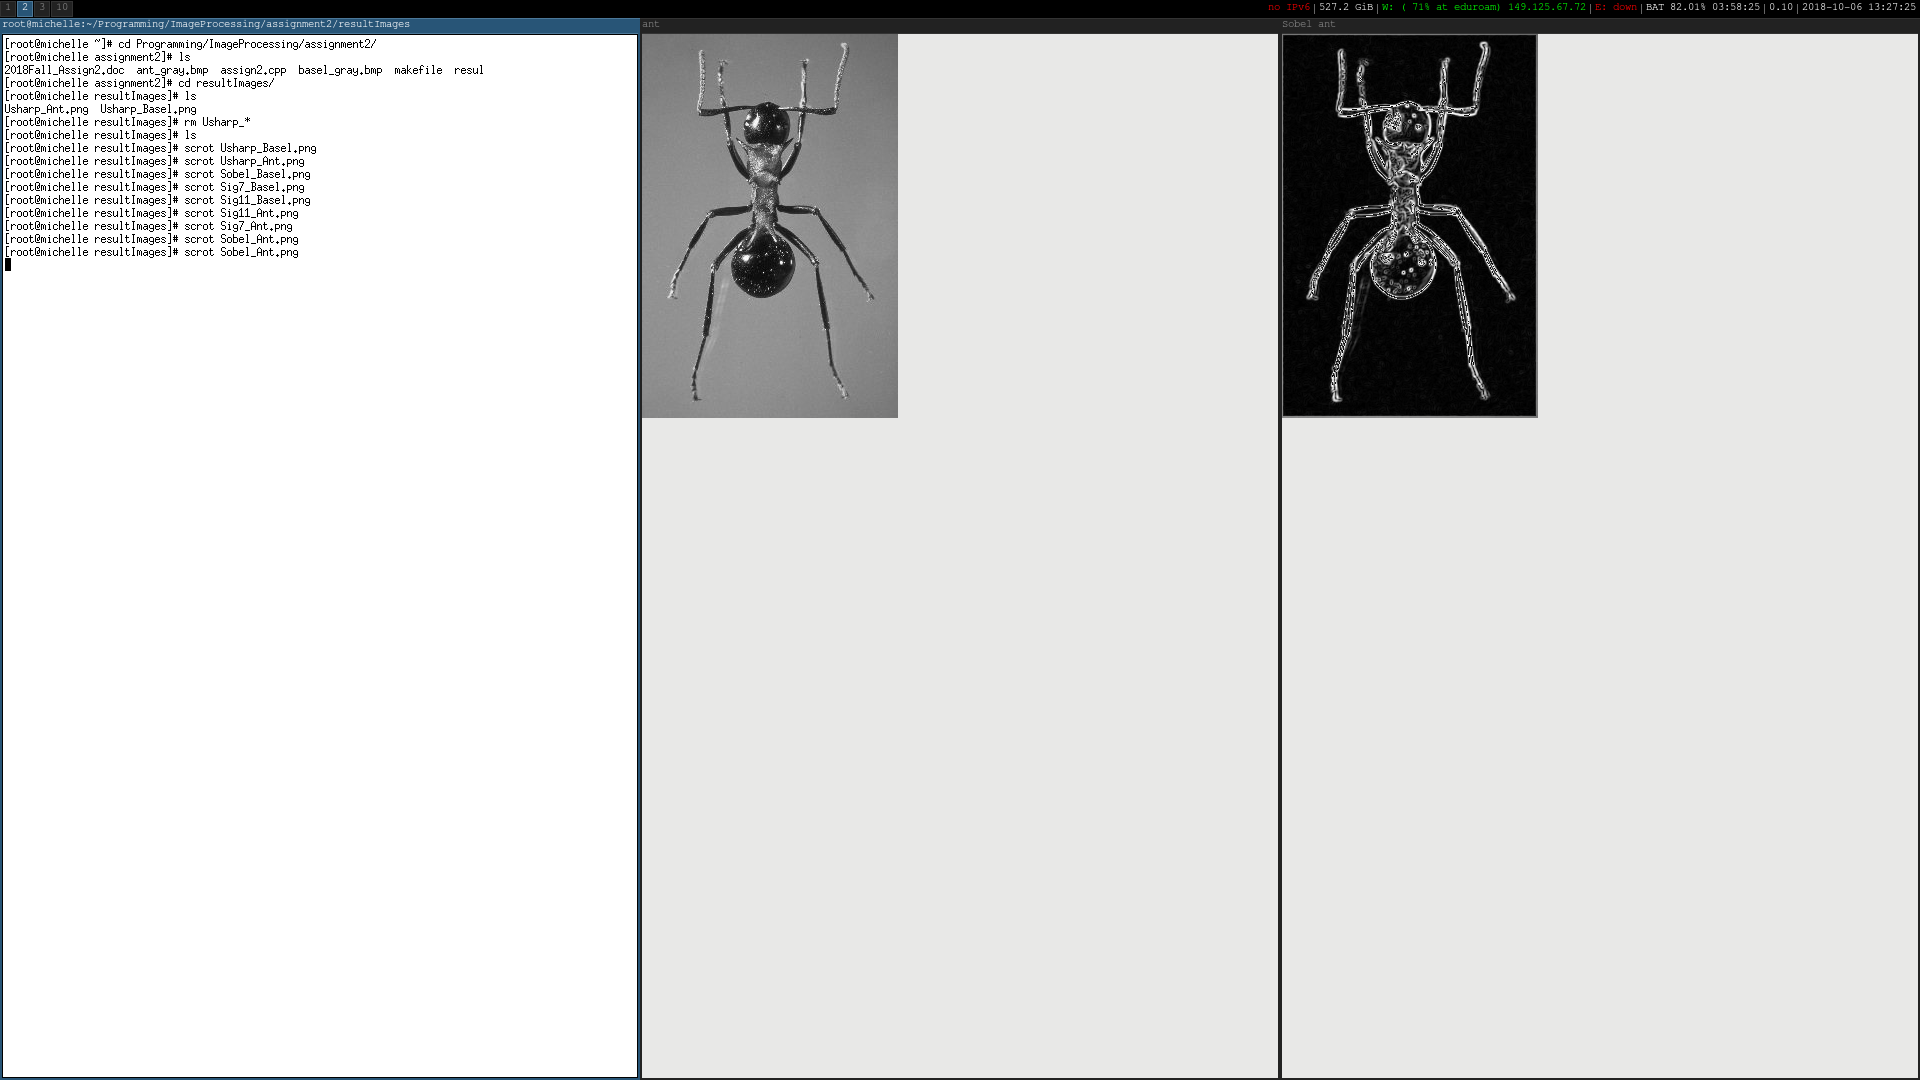 1 2 3 10
no IPv6|527.2 GiB|W: ( 71% at eduroam) 149.125.67.72|E: down|BAT 82.01% 03:58:25|0.10|2018-10-06 13:27:25
root@michelle:~/Programming/ImageProcessing/assignment2/resultImages
ant
Sobel ant
[root@michelle ~]# cd Programming/ImageProcessing/assignment2/
[root@michelle assignment2]# ls
2018Fall_Assign2.doc ant_gray.bmp assign2.cpp basel_gray.bmp makefile resul
[root@michelle assignment2]# cd resultImages/
[root@michelle resultImages]# ls
Usharp_Ant.png Usharp_Basel.png
[root@michelle resultImages]# rm Usharp_*
[root@michelle resultImages]# ls
[root@michelle resultImages]# scrot Usharp_Basel.png
[root@michelle resultImages]# scrot Usharp_Ant.png
[root@michelle resultImages]# scrot Sobel_Basel.png
[root@michelle resultImages]# scrot Sig7_Basel.png
[root@michelle resultImages]# scrot Sig11_Basel.png
[root@michelle resultImages]# scrot Sig11_Ant.png
[root@michelle resultImages]# scrot Sig7_Ant.png
[root@michelle resultImages]# scrot Sobel_Ant.png
[root@michelle resultImages]# scrot Sobel_Ant.png